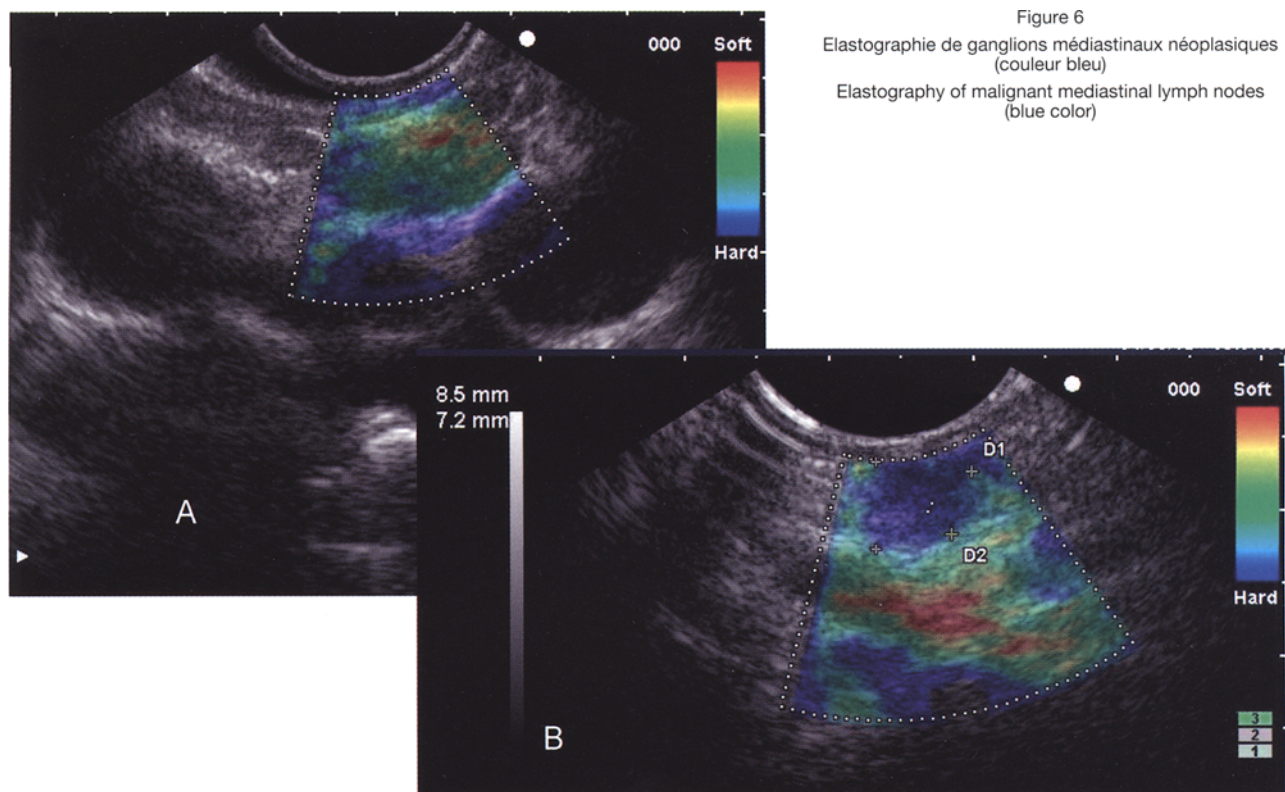 Figure 6
Elastographie de ganglions médiastinaux néoplasiques
(couleur bleu)
Elastography of malignant mediastinal lymph nodes
(blue color)
000 Soft
Hard
A
8.5 mm
7.2 mm
000 Soft
D1
D2
Hard
B
3
2
1